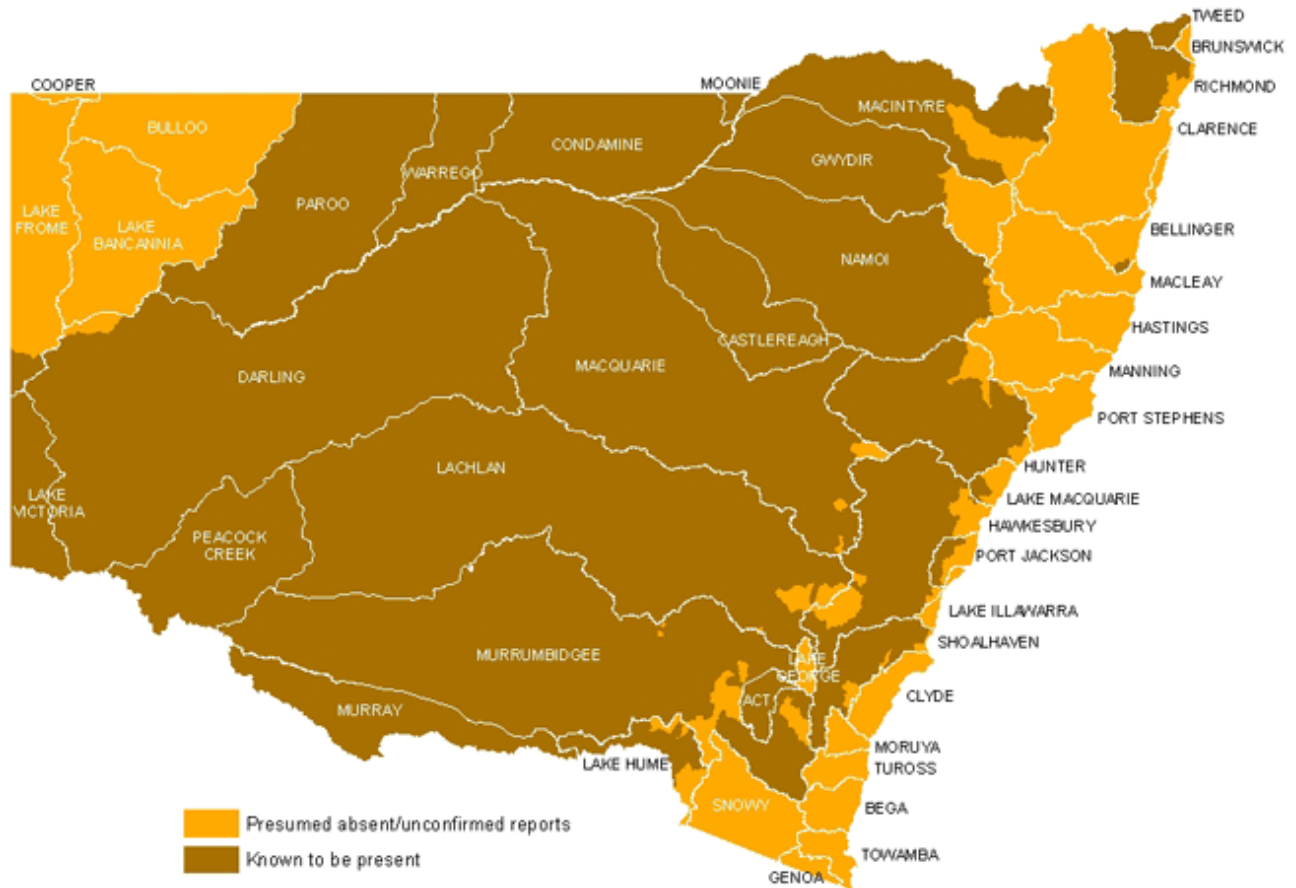 TWEED
BRUNSWICK
COOPER
MOONIE
RICHMOND
MACINTYRE
BULLOO
CLARENCE
CONDAMINE
GWYDIR
WARREGO
PAROO
LAKE
FROME
LAKE
BANCANNIA
BELLINGER
NAMOI
MACLEAY
HASTINGS
CASTLEREAGH
MACQUARIE
MANNING
DARLING
PORT STEPHENS
LACHLAN
HUNTER
LAKE MACQUARIE
LAKE
VICTORIA
HAWKESBURY
PEACOCK
CREEK
PORT JACKSON
LAKE ILLAWARRA
SHOALHAVEN
MURRUMBIDGEE
LAKE
GEORGE
ACT
CLYDE
MURRAY
MORUYA
LAKE HUME
TUROSS
SNOWY
BEGA
Presumed absent/unconfirmed reports
Known to be present
TOWAMBA
GENOA